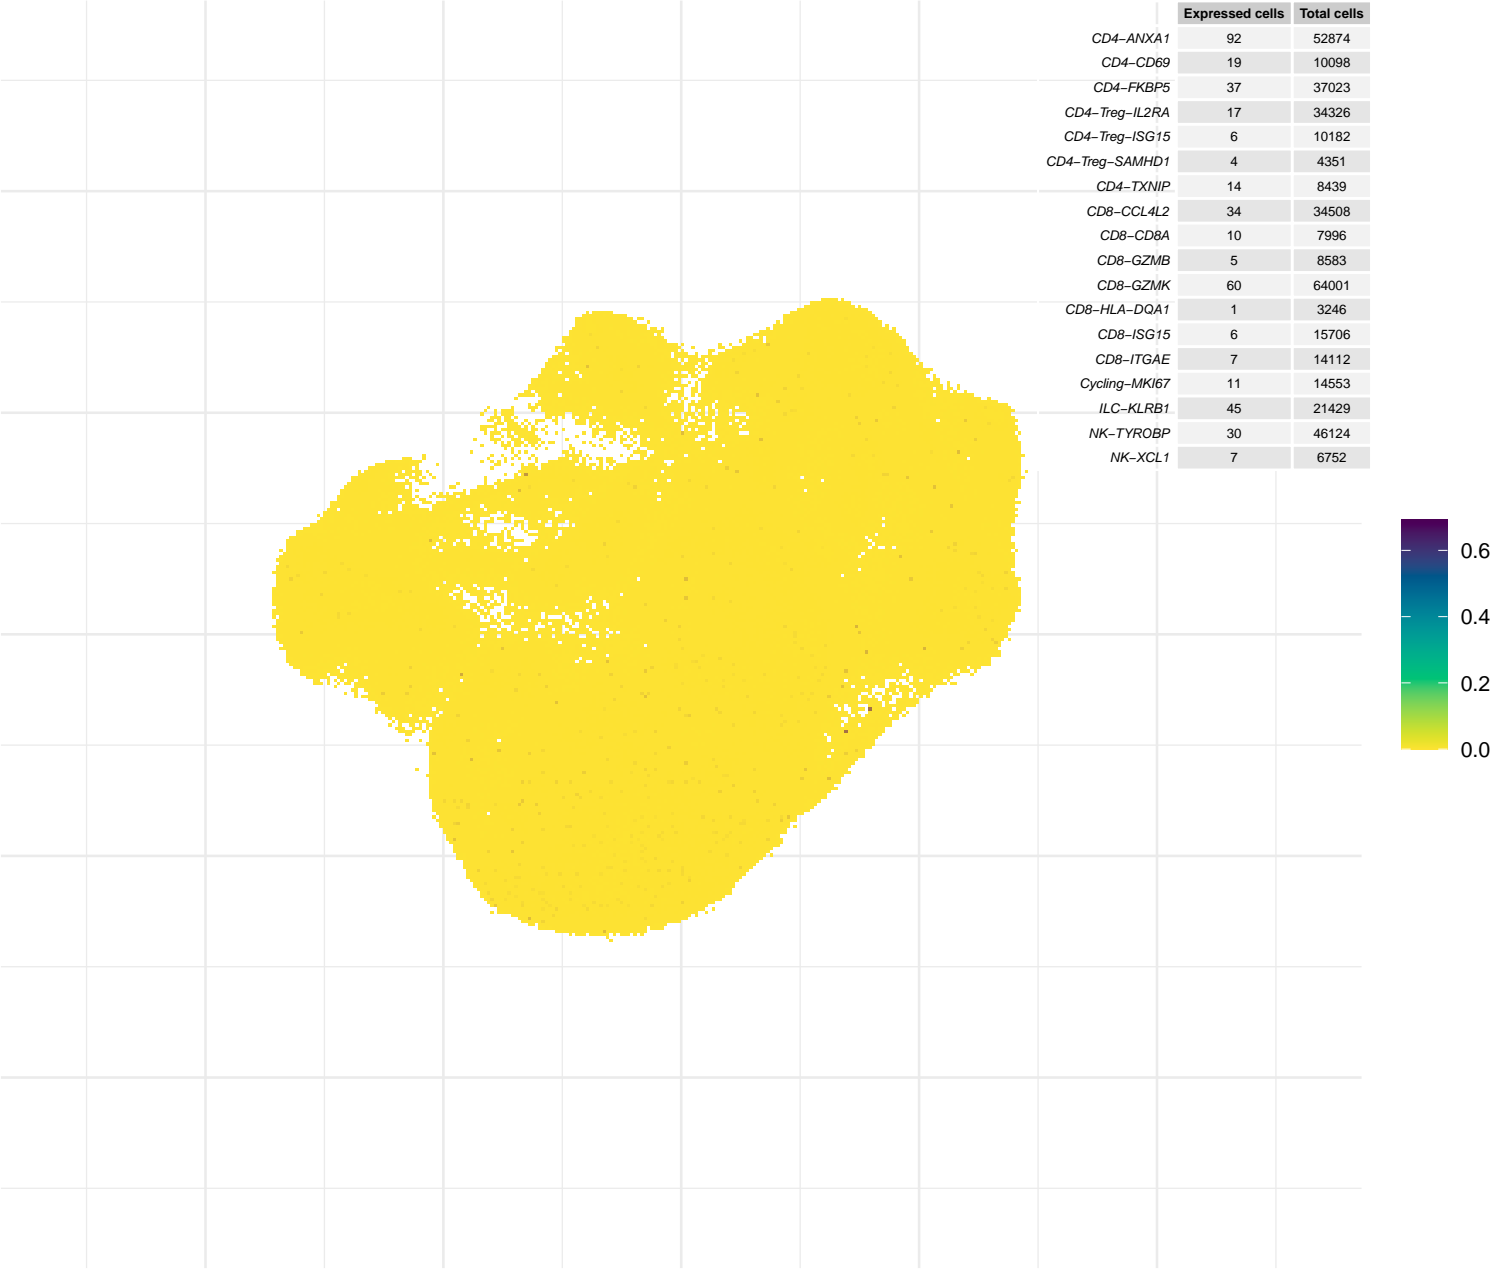 Expressed cells Total cells
CD4−ANXA1 92 52874
CD4−CD69 19 10098
CD4−FKBP5 37 37023
CD4−Treg−IL2RA 17 34326
CD4−Treg−ISG15 6 10182
CD4−Treg−SAMHD1 4 4351
CD4−TXNIP 14 8439
CD8−CCL4L2 34 34508
CD8−CD8A 10 7996
CD8−GZMB 5 8583
CD8−GZMK 60 64001
CD8−HLA−DQA1 1 3246
CD8−ISG15 6 15706
CD8−ITGAE 7 14112
Cycling−MKI67 11 14553
ILC−KLRB1 45 21429
NK−TYROBP 30 46124
NK−XCL1 7 6752
0.6
0.4
0.2
0.0